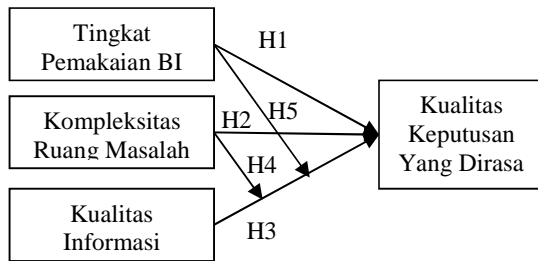 Tingkat
Pemakaian BI
H1
Kompleksitas
Ruang Masalah
H2
H5
H4
Kualitas
Informasi
H3
Kualitas
Keputusan
Yang Dirasa